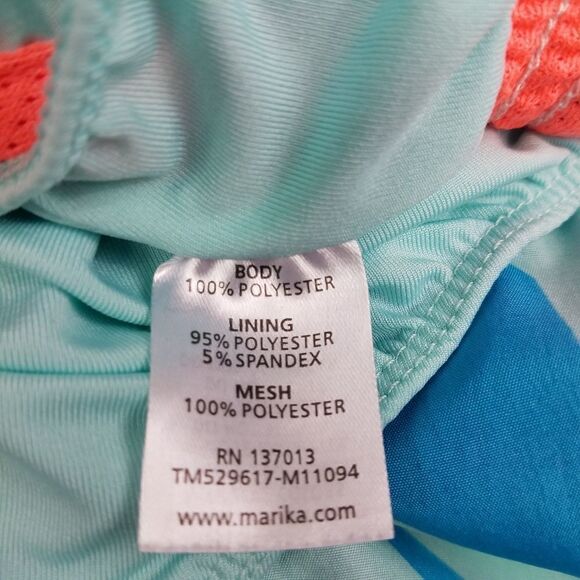 BODY
100% POLYESTER
LINING
95% POLYESTER
5% SPANDEX
MESH
100% POLYESTER
RN 137013
TM529617-M11094
www.marika.com